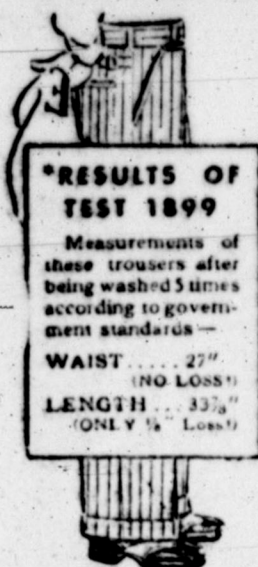 *RESULTS OF
TEST 1899
Measurements of
these trousers after
being washed 5 times
according to govern-
ment standards —
WAIST ..... 27"
(NO LOSS!)
LENGTH ... 33⅞"
(ONLY ⅛" Loss!)